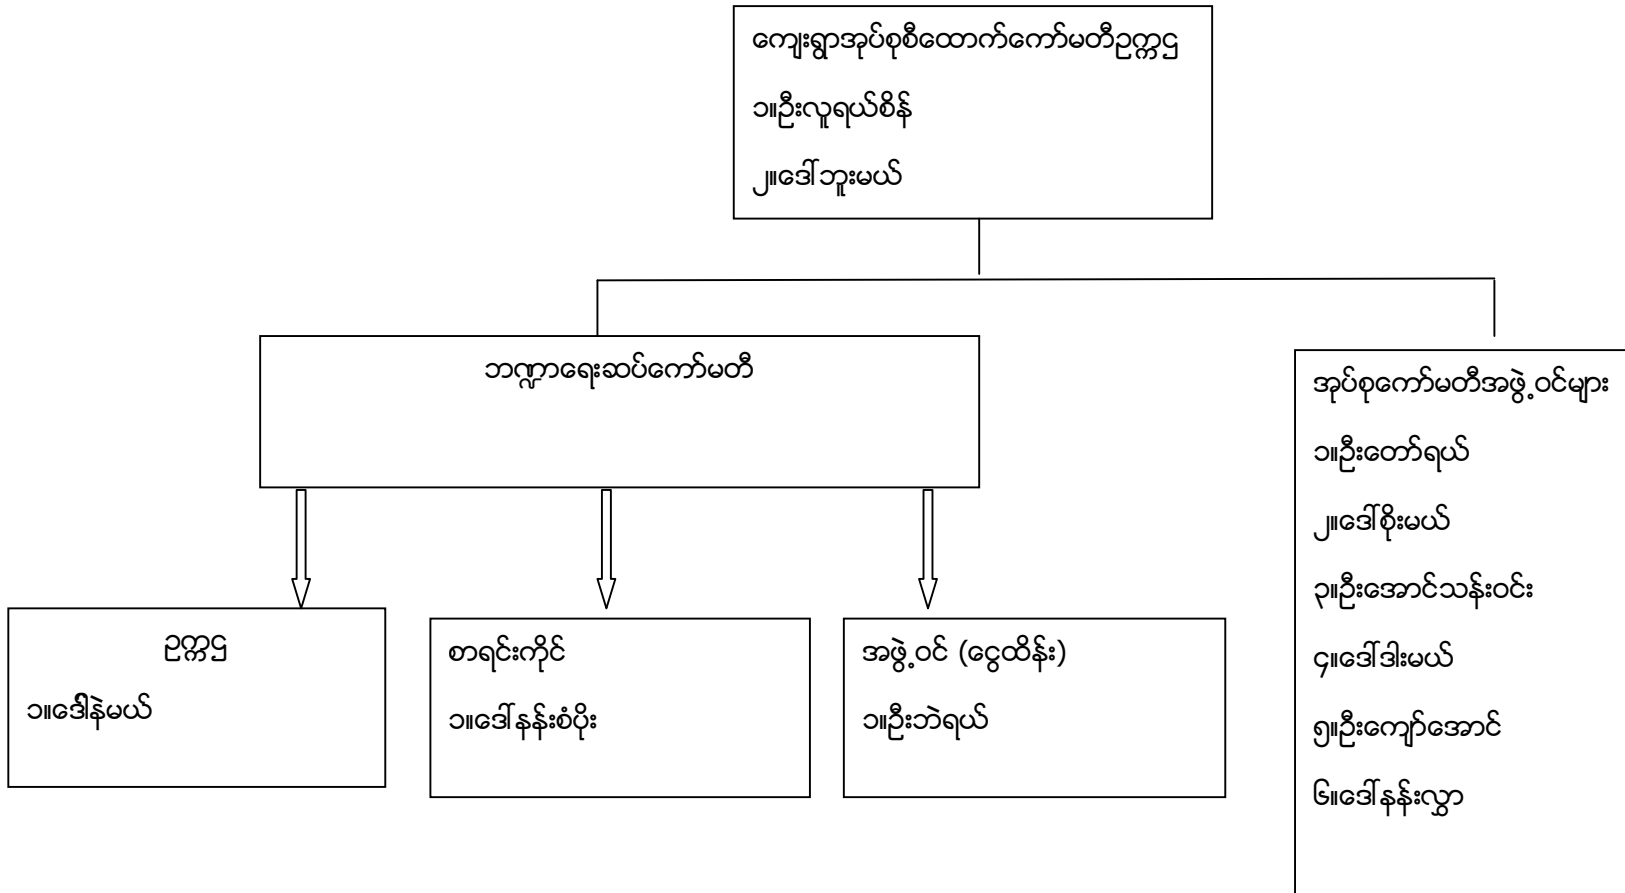 ကျေးရွာအုပ်စုစီထောက်ကော်မတီဥက္ကဌ
၁။ဦးလူရယ်စိန်
၂။ဒေါ်ဘူးမယ်
ဘဏ္ဍာရေးဆပ်ကော်မတီ
ဥက္ကဌ
၁။ဒေါ်နဲမယ်
စာရင်းကိုင်
၁။ဒေါ်နန်းစံပိုး
အဖွဲ့ဝင် (ငွေထိန်း)
၁။ဦးဘဲရယ်
အုပ်စုကော်မတီအဖွဲ့ဝင်များ
၁။ဦးတော်ရယ်
၂။ဒေါ်စိုးမယ်
၃။ဦးအောင်သန်းဝင်း
၄။ဒေါ်ဒါးမယ်
၅။ဦးကျော်အောင်
၆။ဒေါ်နန်းလှွာ